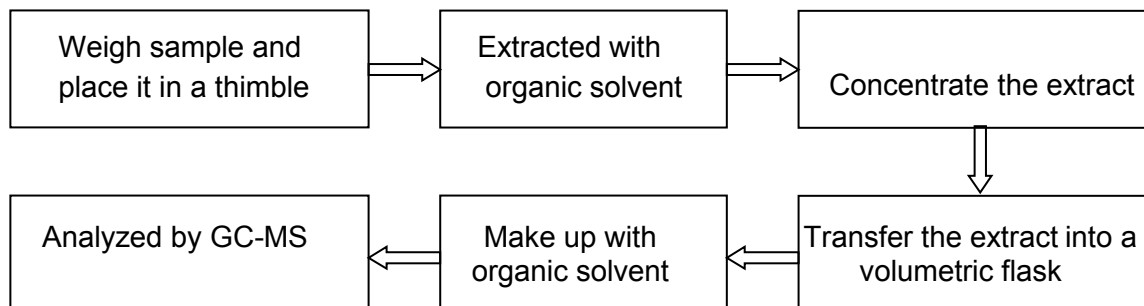 Weigh sample and
place it in a thimble
Extracted with
organic solvent
Concentrate the extract
Transfer the extract into a
volumetric flask
Make up with
organic solvent
Analyzed by GC-MS